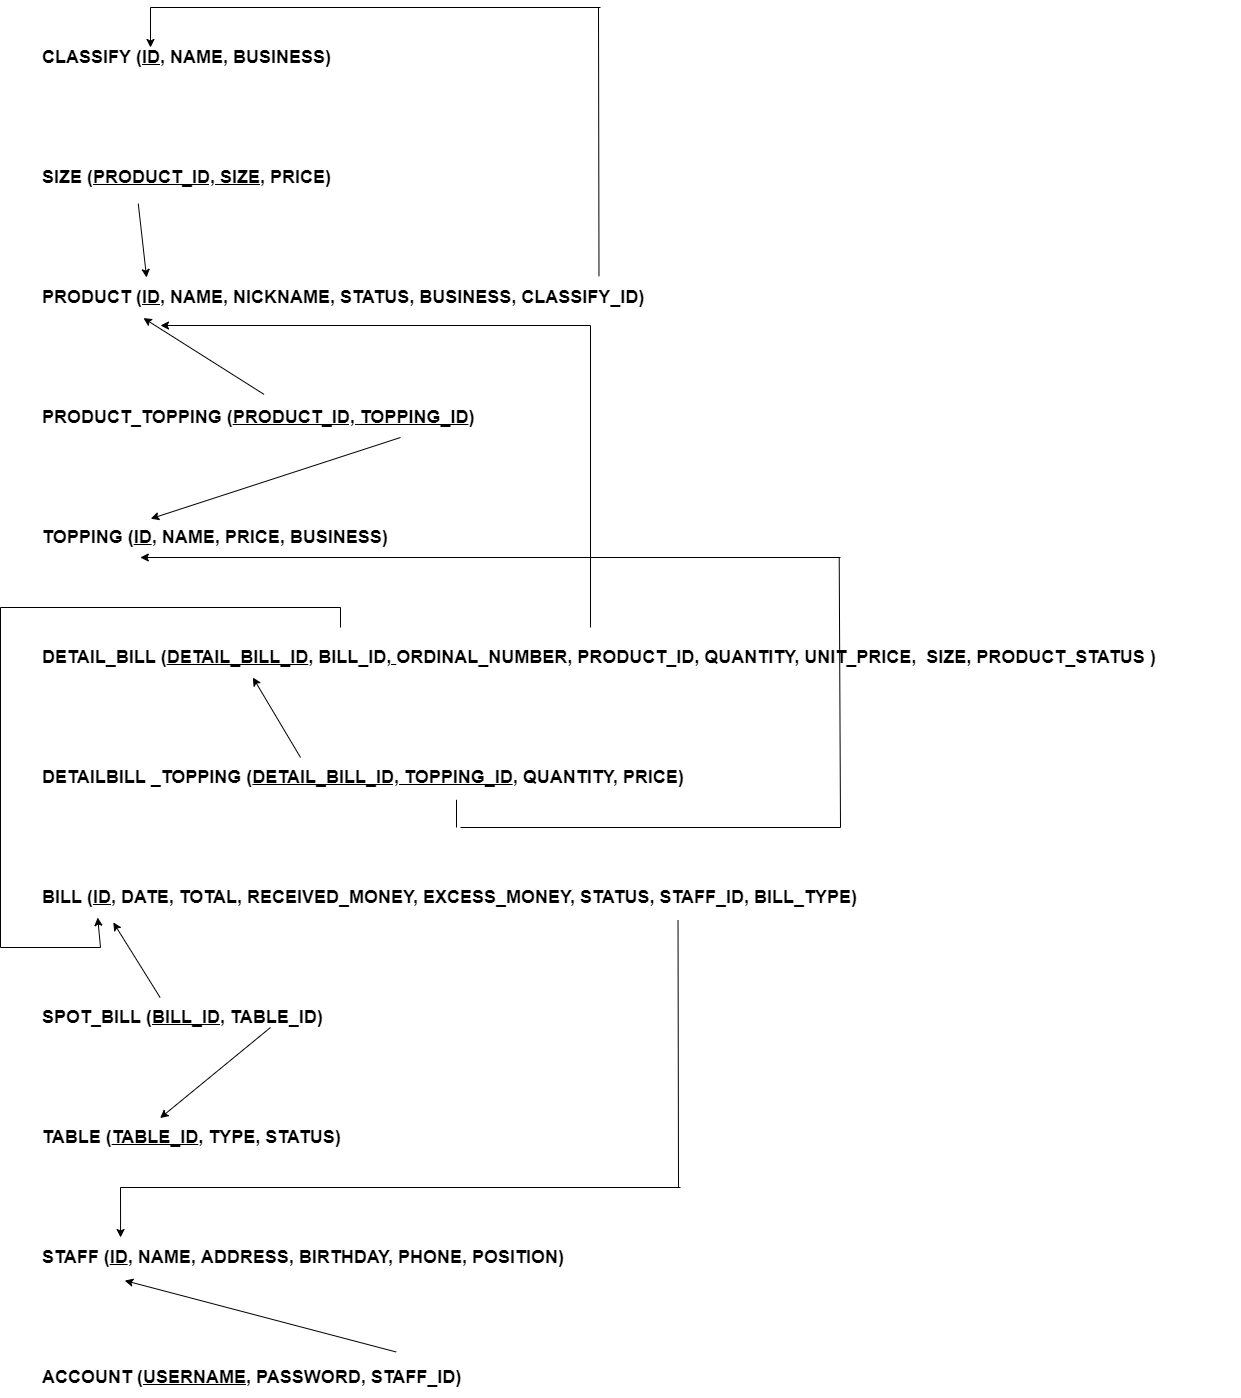 CLASSIFY (ID, NAME, BUSINESS)
SIZE (PRODUCT_ID, SIZE, PRICE)
PRODUCT (ID, NAME, NICKNAME, STATUS, BUSINESS, CLASSIFY_ID)
PRODUCT_TOPPING (PRODUCT_ID, TOPPING_ID)
TOPPING (ID, NAME, PRICE, BUSINESS)
DETAIL_BILL (DETAIL_BILL_ID, BILL_ID, ORDINAL_NUMBER, PRODUCT_ID, QUANTITY, UNIT_PRICE,  SIZE, PRODUCT_STATUS )
DETAILBILL _TOPPING (DETAIL_BILL_ID, TOPPING_ID, QUANTITY, PRICE)
BILL (ID, DATE, TOTAL, RECEIVED_MONEY, EXCESS_MONEY, STATUS, STAFF_ID, BILL_TYPE)
SPOT_BILL (BILL_ID, TABLE_ID)
TABLE (TABLE_ID, TYPE, STATUS)
STAFF (ID, NAME, ADDRESS, BIRTHDAY, PHONE, POSITION)
ACCOUNT (USERNAME, PASSWORD, STAFF_ID)